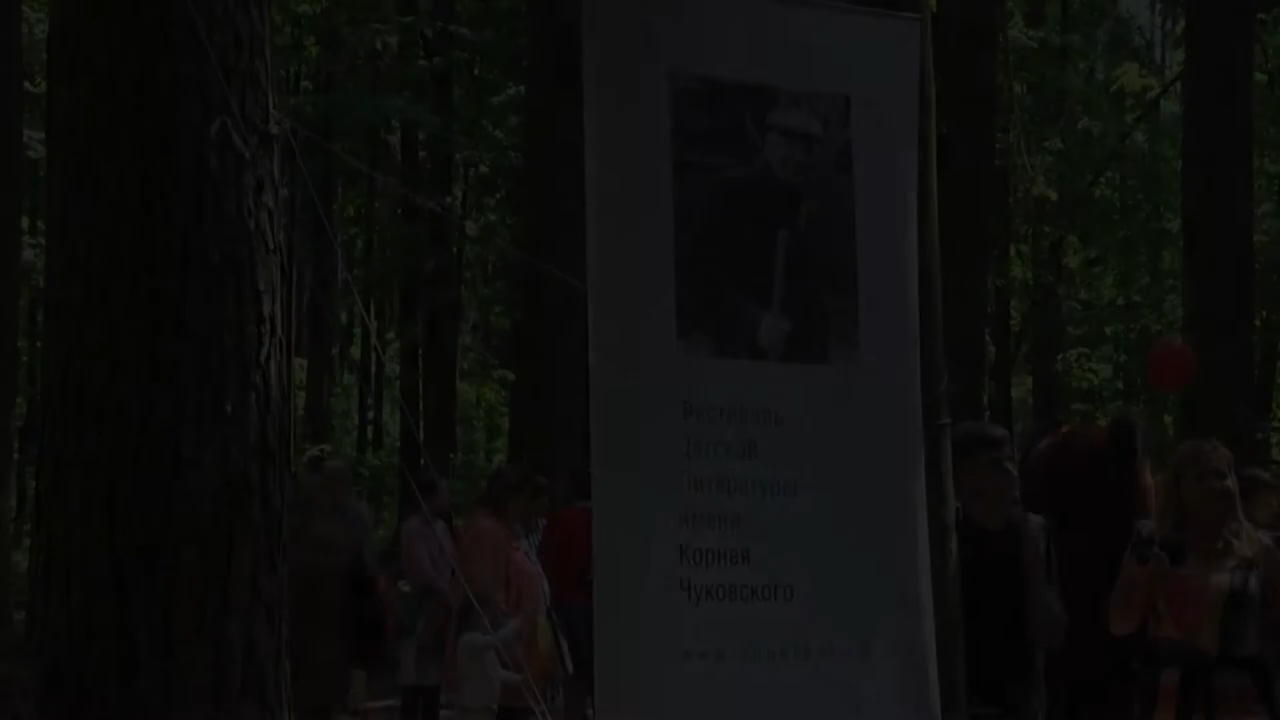 Фестиваль
Детской
Литературы
имени
Корнея
Чуковского